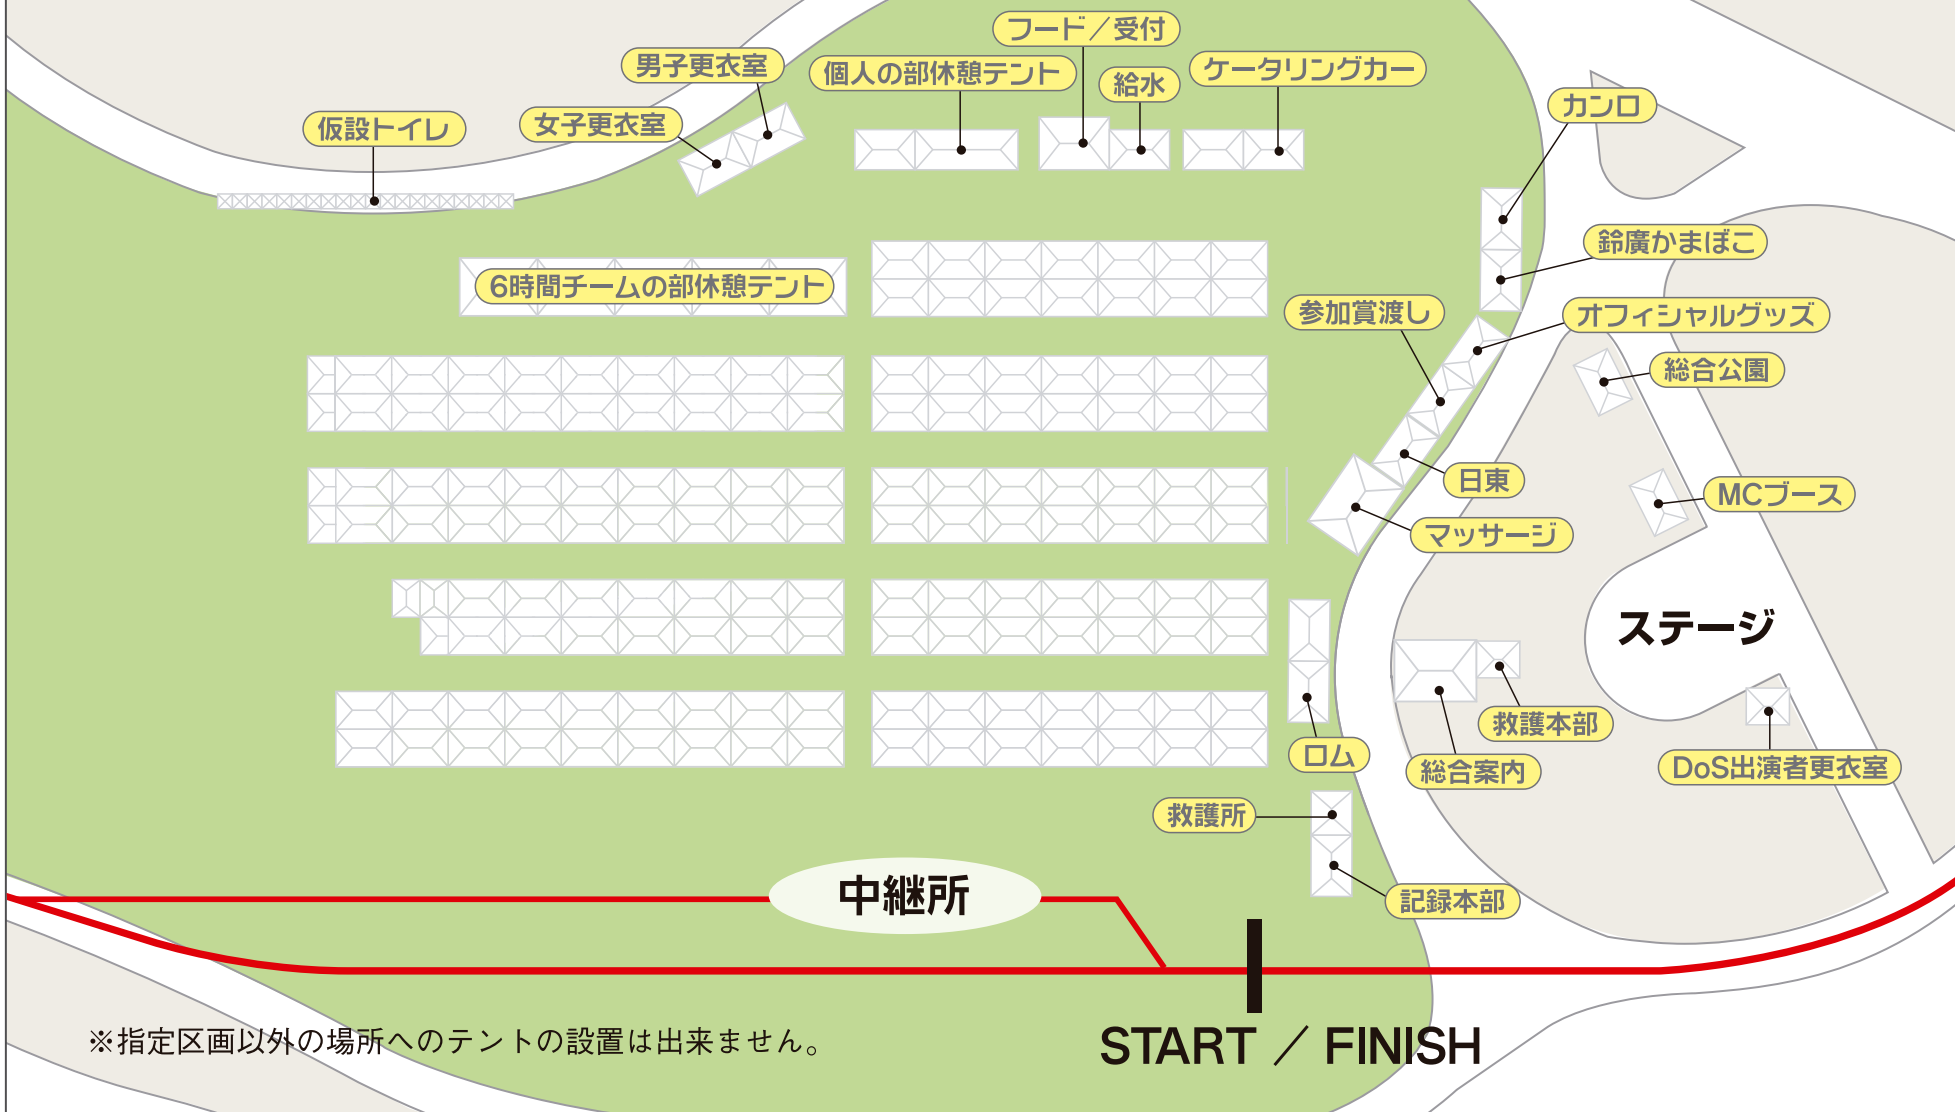 フード／受付
男子更衣室
個人の部休憩テント
給水
ケータリングカー
カンロ
仮設トイレ
女子更衣室
鈴廣かまぼこ
6時間チームの部休憩テント
参加賞渡し
オフィシャルグッズ
総合公園
日東
MCブース
マッサージ
ステージ
救護本部
ロム
総合案内
DoS出演者更衣室
救護所
中継所
記録本部
※指定区画以外の場所へのテントの設置は出来ません。
START ／ FINISH